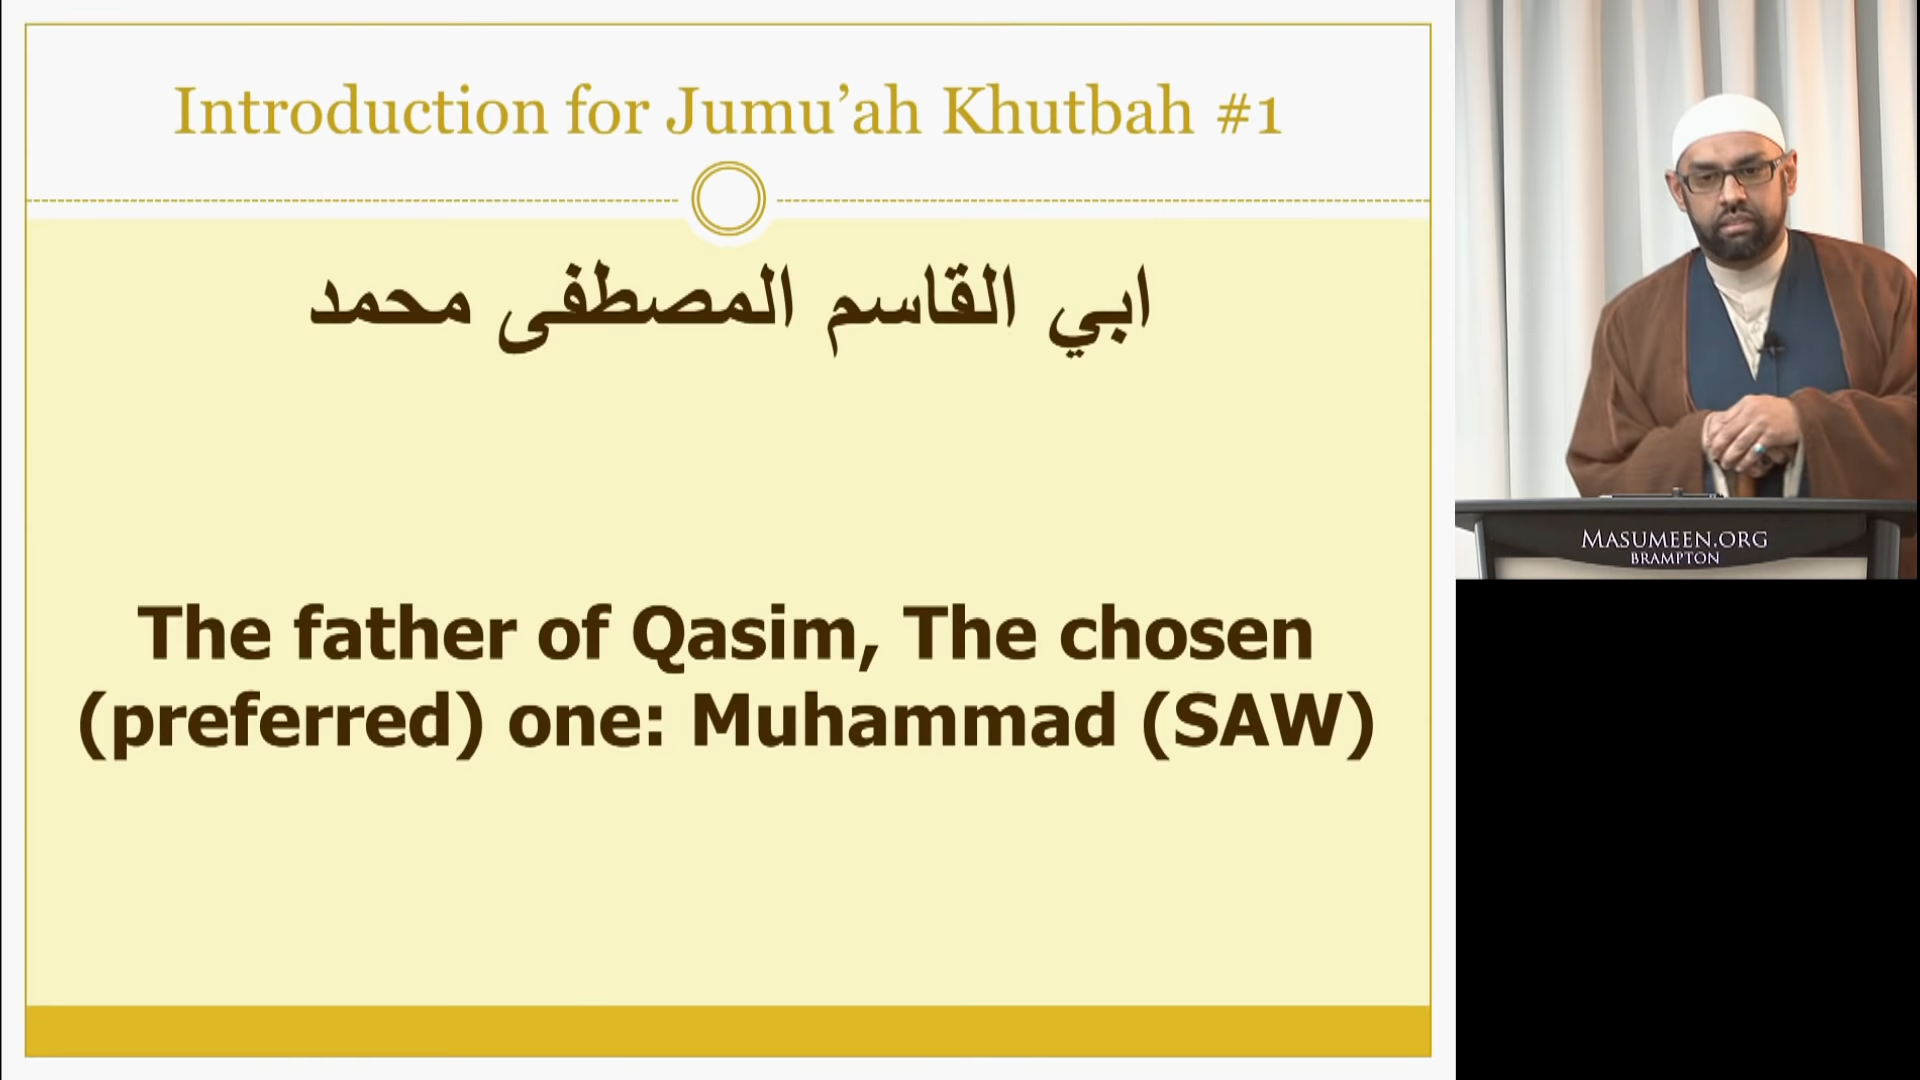 Introduction for Jumu’ah Khutbah #1
ابي القاسم المصطفى محمد
The father of Qasim, The chosen
(preferred) one: Muhammad (SAW)
MASUMEEN.ORG
BRAMPTON